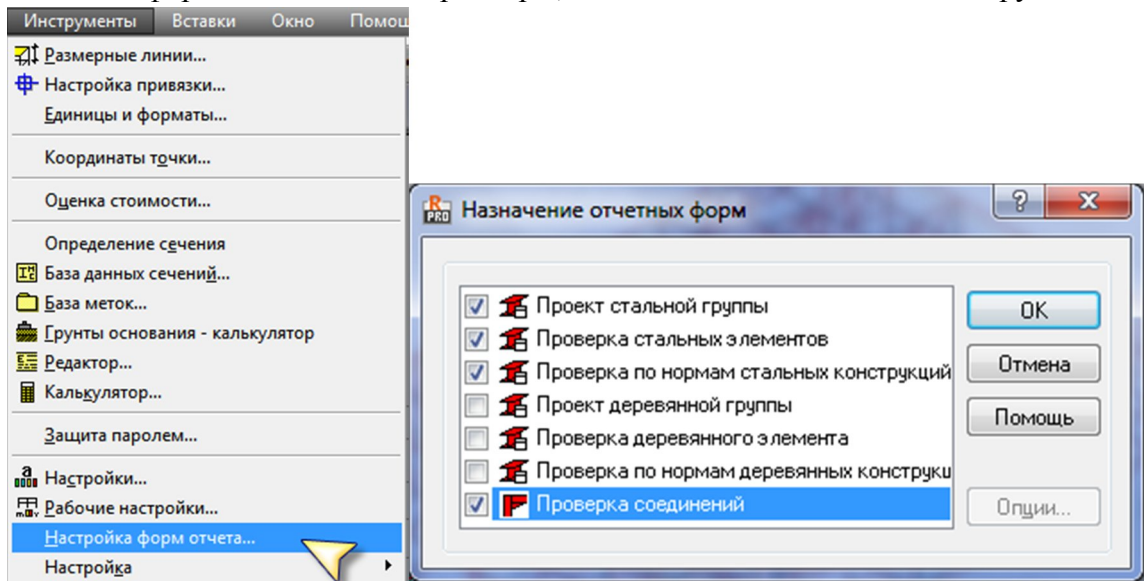 Инструменты Вставки Окно Помощ
Размерные линии...
Настройка привязки...
Единицы и форматы...
Координаты точки...
Оценка стоимости...
Определение сечения
База данных сечений...
База меток...
Грунты основания - калькулятор
Редактор...
Калькулятор...
Защита паролем...
Настройки...
Рабочие настройки...
Настройка форм отчета...
Настройка
Назначение отчетных форм
Проект стальной группы
Проверка стальных элементов
Проверка по нормам стальных конструкций
Проект деревянной группы
Проверка деревянного элемента
Проверка по нормам деревянных конструкц
Проверка соединений
ОК
Отмена
Помощь
Опции...